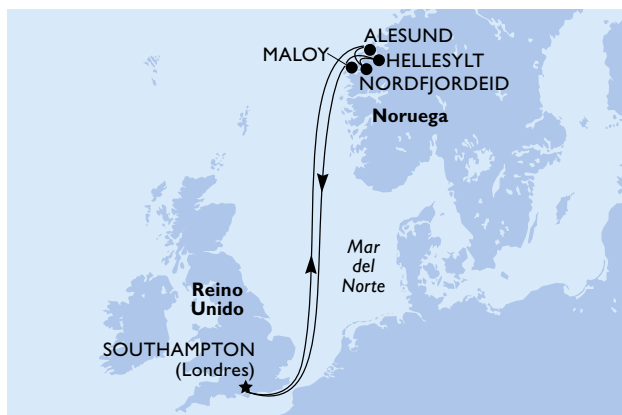 ALESUND
MALOY
HELLESYLT
NORDFJORDEID
Noruega
Mar
del
Norte
Reino
Unido
SOUTHAMPTON
(Londres)